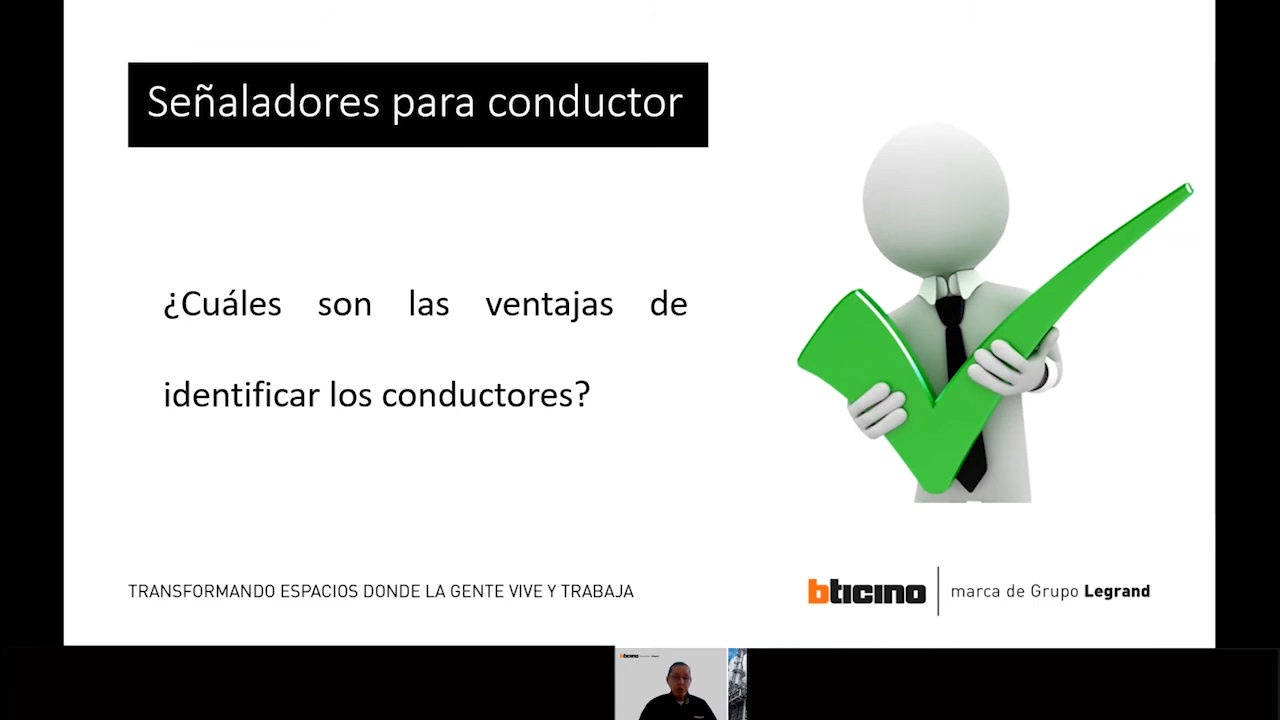 Señaladores para conductor
¿Cuáles son las ventajas de
identificar los conductores?
TRANSFORMANDO ESPACIOS DONDE LA GENTE VIVE Y TRABAJA
bticino marca de Grupo Legrand
bticino